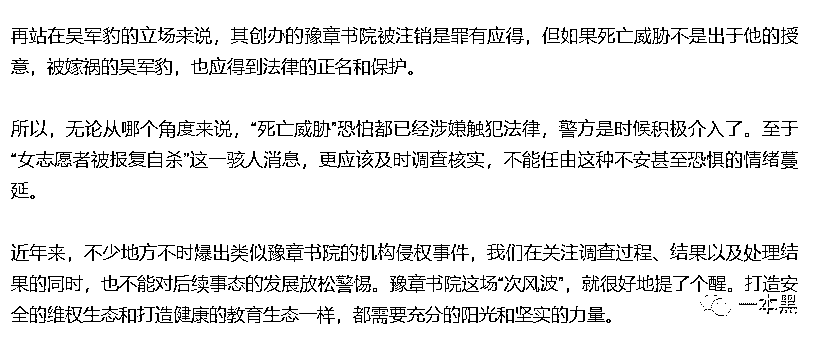 再站在吴军豹的立场来说，其创办的豫章书院被注销是罪有应得，但如果死亡威胁不是出于他的授
意，被嫁祸的吴军豹，也应得到法律的正名和保护。
所以，无论从哪个角度来说，“死亡威胁”恐怕都已经涉嫌触犯法律，警方是时候积极介入了。至于
“女志愿者被报复自杀”这一骇人消息，更应该及时调查核实，不能任由这种不安甚至恐惧的情绪蔓
延。
近年来，不少地方不时爆出类似豫章书院的机构侵权事件，我们在关注调查过程、结果以及处理结
果的同时，也不能对后续事态的发展放松警惕。豫章书院这场“次风波”，就很好地提了个醒。打造安
全的维权生态和打造健康的教育生态一样，都需要充分的阳光和坚实的力量。
一本黑